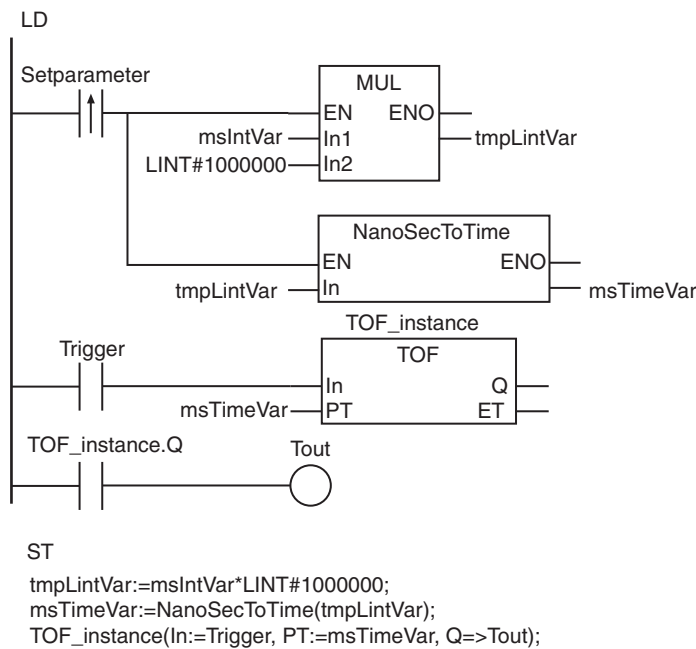 LD
Setparameter
MUL
EN ENO
msIntVar In1 tmpLintVar
LINT#1000000 In2
NanoSecToTime
EN ENO
tmpLintVar In msTimeVar
TOF_instance
Trigger TOF
In Q
msTimeVar PT ET
TOF_instance.Q Tout
ST
tmpLintVar:=msIntVar*LINT#1000000;
msTimeVar:=NanoSecToTime(tmpLintVar);
TOF_instance(In:=Trigger, PT:=msTimeVar, Q=>Tout);